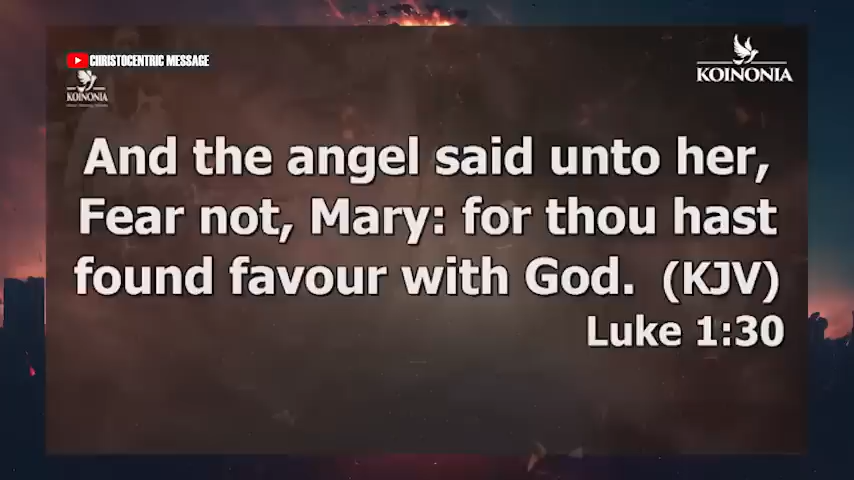 CHRISTOCENTRIC MESSAGE
KOINONIA
KOINONIA
And the angel said unto her,
Fear not, Mary: for thou hast
found favour with God. (KJV)
Luke 1:30